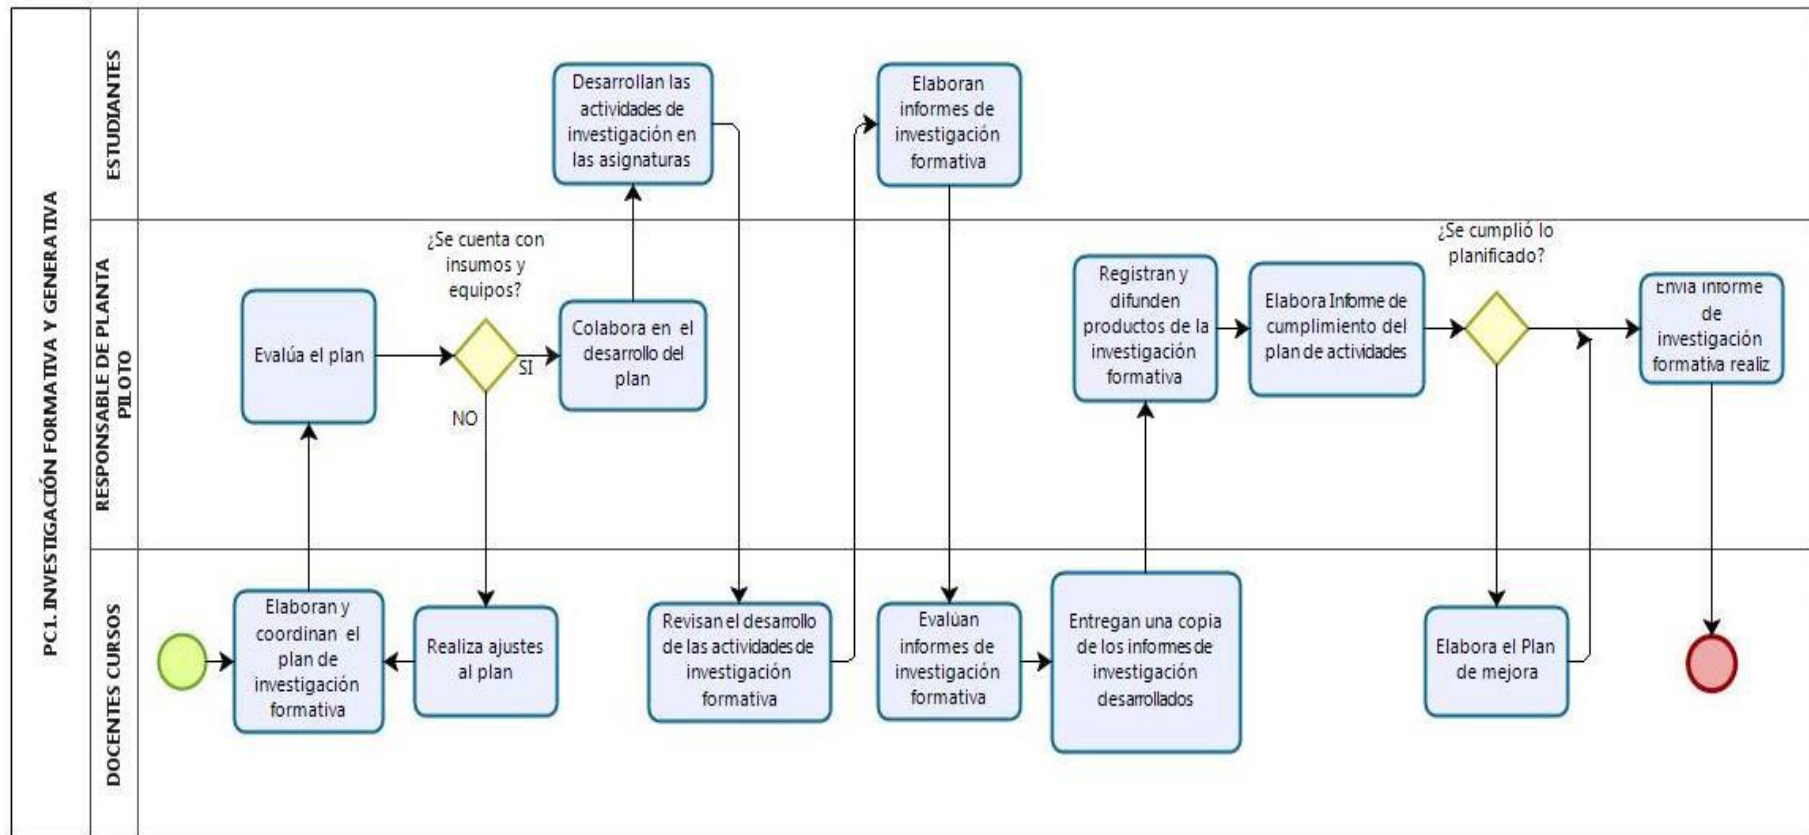 PC1. INVESTIGACIÓN FORMATIVA Y GENERATIVA
ESTUDIANTES
Desarrollan las
actividades de
investigación en
las asignaturas
Elaboran
informes de
investigación
formativa
RESPONSABLE DE PLANTA
PILOTO
Evalúa el plan
¿Se cuenta con
insumos y
equipos?
SI
NO
Colabora en el
desarrollo del
plan
Registran y
difunden
productos de la
investigación
formativa
Elabora Informe de
cumplimiento del
plan de actividades
¿Se cumplió lo
planificado?
Envía informe
de
investigación
formativa realiz
DOCENTES CURSOS
Elaboran y
coordinan el
plan de
investigación
formativa
Realiza ajustes
al plan
Revisan el desarrollo
de las actividades de
investigación
formativa
Evalúan
informes de
investigación
formativa
Entregan una copia
de los informes de
investigación
desarrollados
Elabora el Plan
de mejora